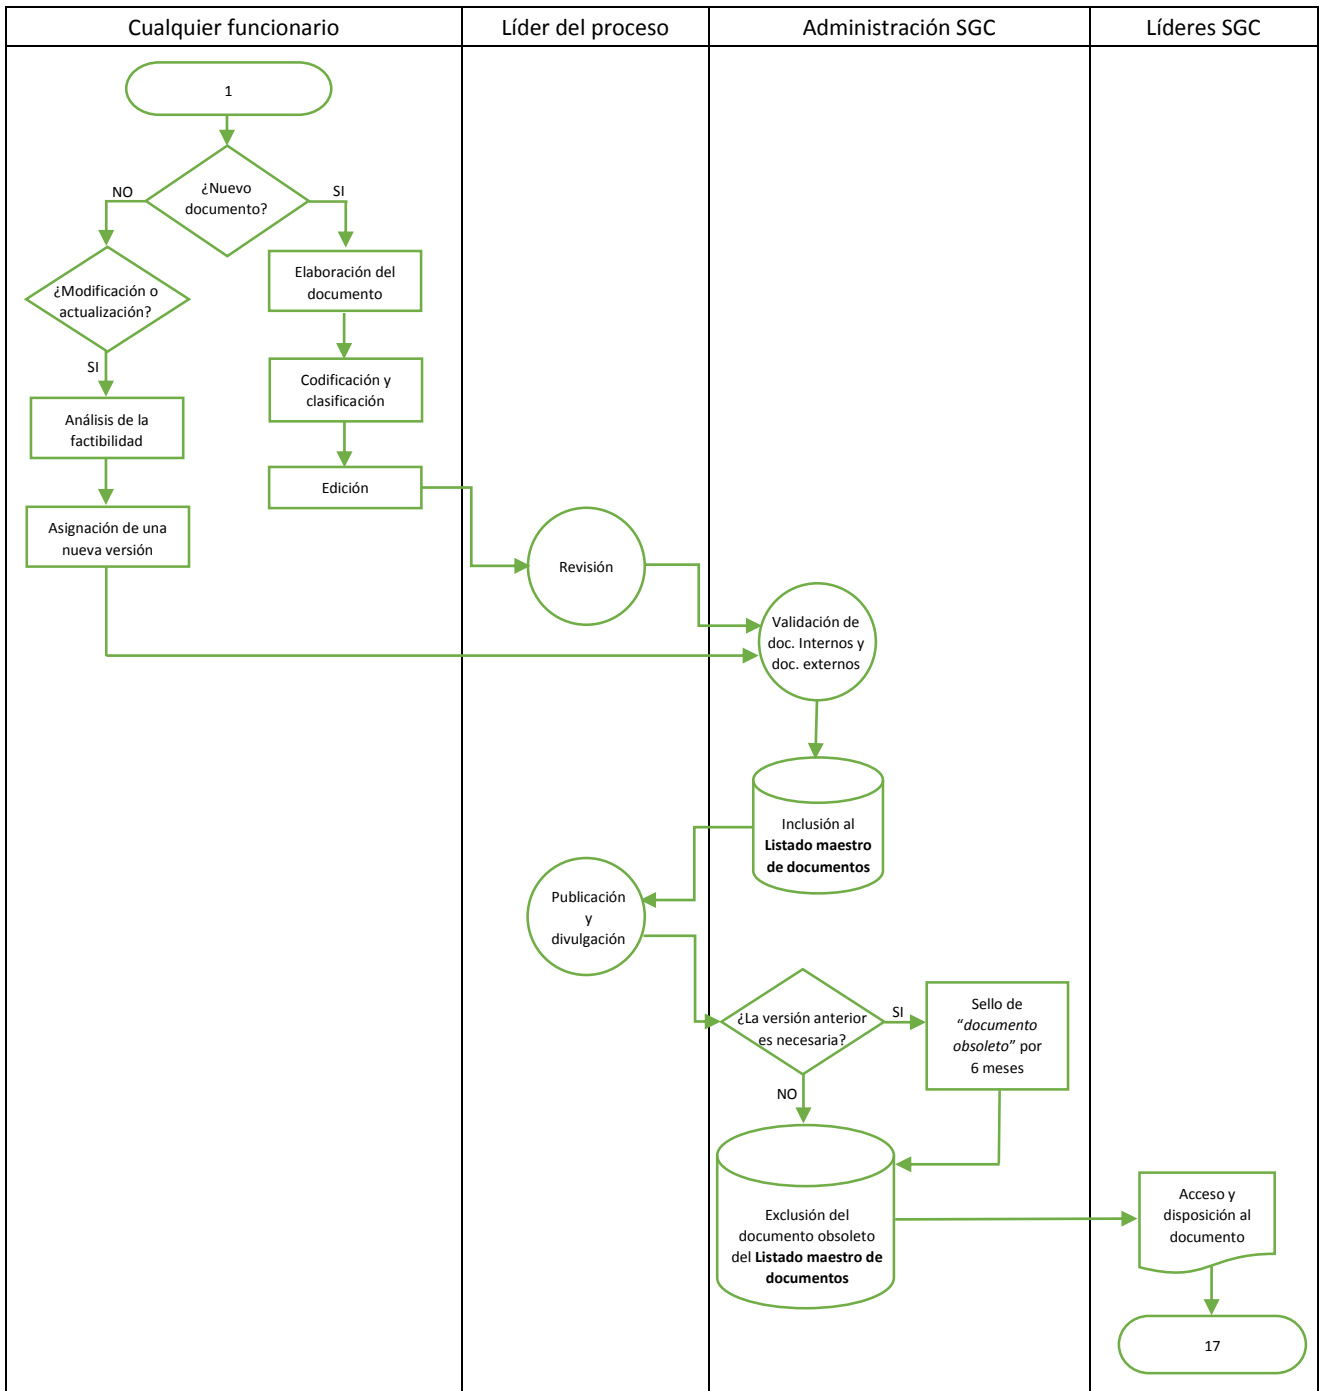 Cualquier funcionario
Líder del proceso
Administración SGC
Líderes SGC
1
¿Nuevo
documento?
NO
SI
¿Modificación o
actualización?
SI
Elaboración del
documento
Codificación y
clasificación
Análisis de la
factibilidad
Edición
Asignación de una
nueva versión
Revisión
Validación de
doc. Internos y
doc. externos
Inclusión al
Listado maestro
de documentos
Publicación
y
divulgación
¿La versión anterior
es necesaria?
SI
NO
Sello de
“documento
obsoleto” por
6 meses
Exclusión del
documento obsoleto
del Listado maestro de
documentos
Acceso y
disposición al
documento
17